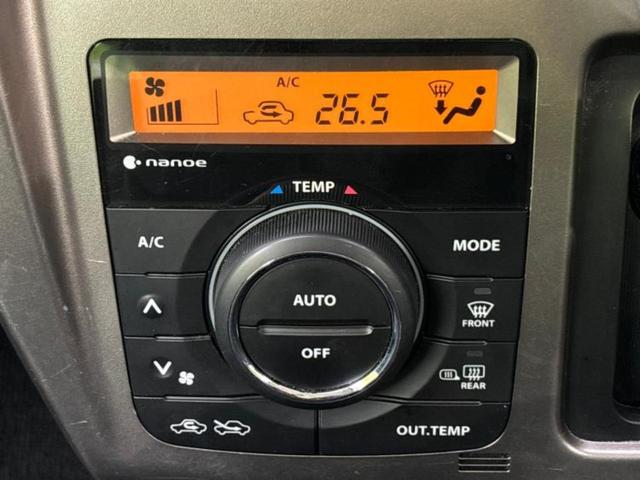 A/C
26.5
nanoe
TEMP
A/C
MODE
AUTO
FRONT
OFF
REAR
OUT.TEMP